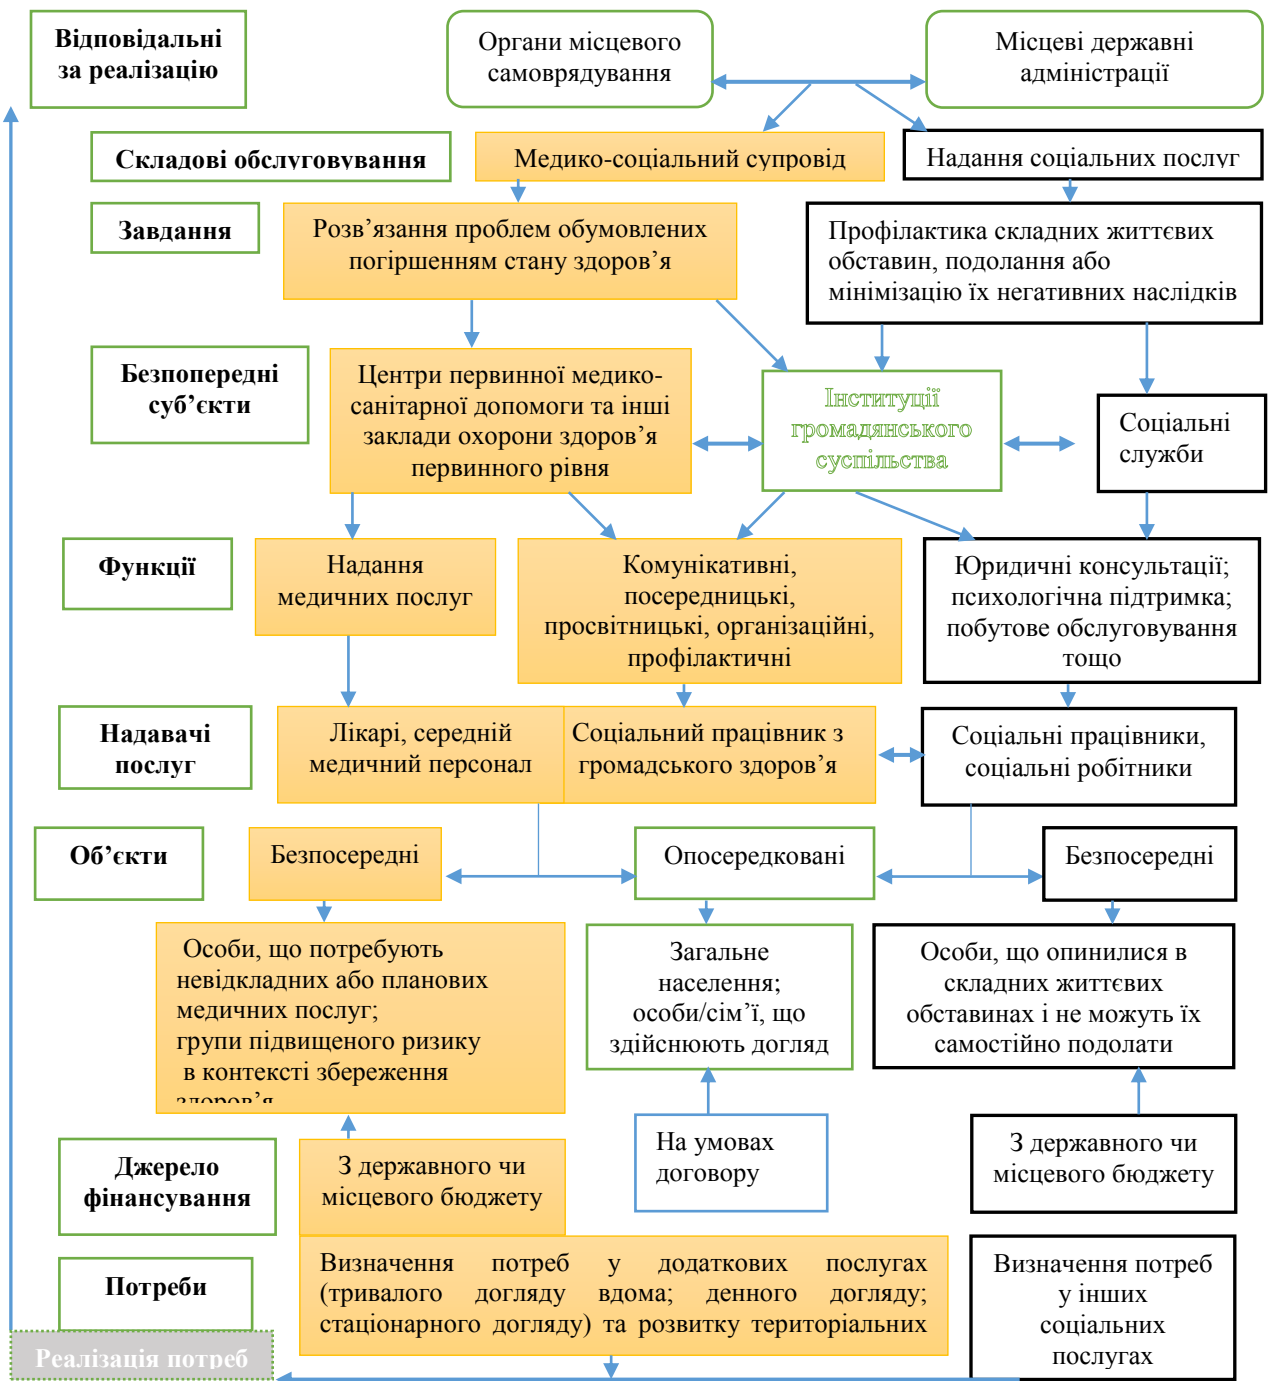 Відповідальні
за реалізацію
Органи місцевого
самоврядування
Місцеві державні
адміністрації
Складові обслуговування
Медико-соціальний супровід
Надання соціальних послуг
Завдання
Розв’язання проблем обумовлених
погіршенням стану здоров’я
Профілактика складних життєвих
обставин, подолання або
мінімізацію їх негативних наслідків
Безпопередні
суб’єкти
Центри первинної медико-
санітарної допомоги та інші
заклади охорони здоров’я
первинного рівня
Інституції
громадянського
суспільства
Соціальні
служби
Функції
Надання
медичних послуг
Комунікативні,
посередницькі,
просвітницькі, організаційні,
профілактичні
Юридичні консультації;
психологічна підтримка;
побутове обслуговування
тощо
Надавачі
послуг
Лікарі, середній
медичний персонал
Соціальний працівник з
громадського здоров’я
Соціальні працівники,
соціальні робітники
Об’єкти
Безпосередні
Опосередковані
Безпосередні
Особи, що потребують
невідкладних або планових
медичних послуг;
групи підвищеного ризику
в контексті збереження
здоров’я
Загальне
населення;
особи/сім’ї, що
здійснюють догляд
Особи, що опинилися в
складних життєвих
обставинах і не можуть їх
самостійно подолати
Джерело
фінансування
З державного чи
місцевого бюджету
На умовах
договору
З державного чи
місцевого бюджету
Потреби
Визначення потреб у додаткових послугах
(тривалого догляду вдома; денного догляду;
стаціонарного догляду) та розвитку територіальних
Визначення потреб
у інших
соціальних
послугах
Реалізація потреб